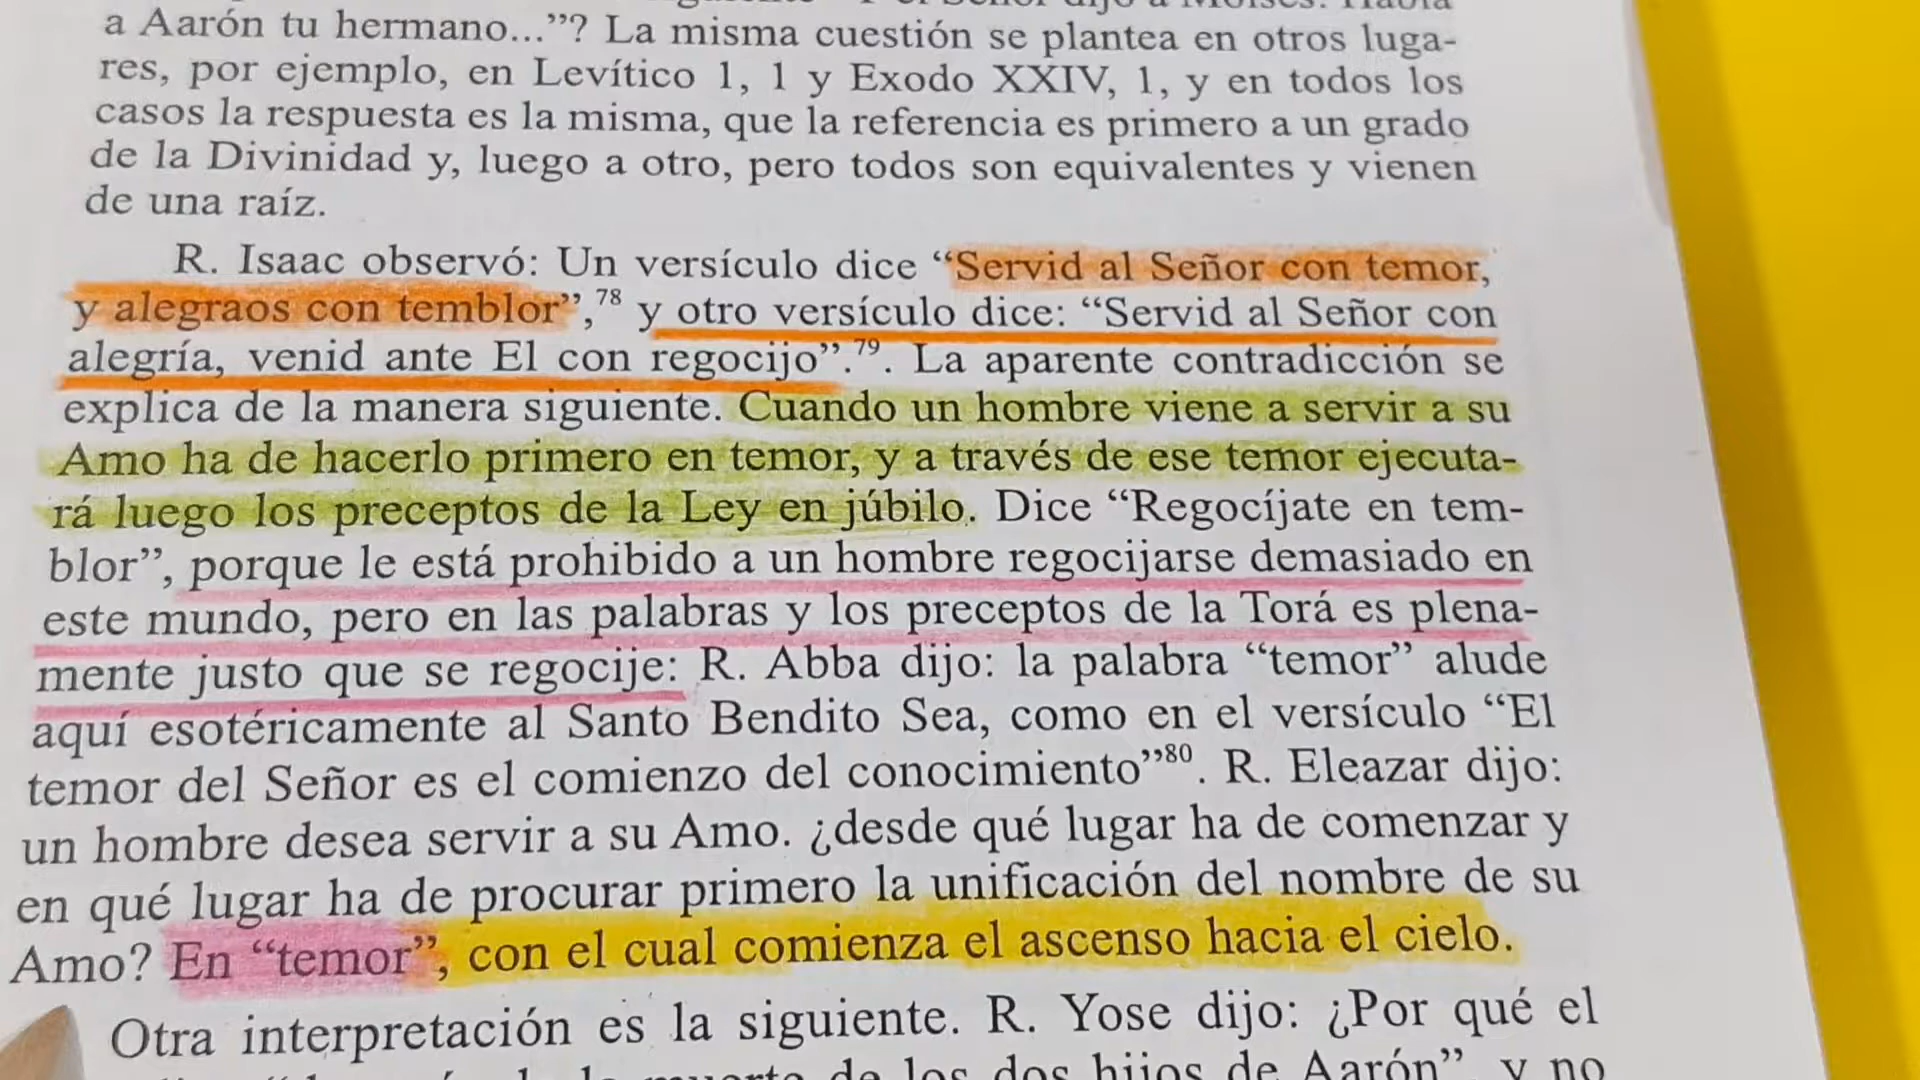 dijo a Moisés: Habla
a Aarón tu hermano...”? La misma cuestión se plantea en otros luga-
res, por ejemplo, en Levítico 1, 1 y Exodo XXIV, 1, y en todos los
casos la respuesta es la misma, que la referencia es primero a un grado
de la Divinidad y, luego a otro, pero todos son equivalentes y vienen
de una raíz.
R. Isaac observó: Un versículo dice “Servid al Señor con temor,
y alegraos con temblor”,78 y otro versículo dice: “Servid al Señor con
alegría, venid ante El con regocijo”.79. La aparente contradicción se
explica de la manera siguiente. Cuando un hombre viene a servir a su
Amo ha de hacerlo primero en temor, y a través de ese temor ejecuta-
rá luego los preceptos de la Ley en júbilo. Dice “Regocíjate en tem-
blor”, porque le está prohibido a un hombre regocijarse demasiado en
este mundo, pero en las palabras y los preceptos de la Torá es plena-
mente justo que se regocije: R. Abba dijo: la palabra “temor” alude
aquí esotéricamente al Santo Bendito Sea, como en el versículo “El
temor del Señor es el comienzo del conocimiento”80. R. Eleazar dijo:
un hombre desea servir a su Amo. ¿desde qué lugar ha de comenzar y
en qué lugar ha de procurar primero la unificación del nombre de su
Amo? En “temor”, con el cual comienza el ascenso hacia el cielo.
Otra interpretación es la siguiente. R. Yose dijo: ¿Por qué el
muerte de los dos hijos de Aarón”, y no